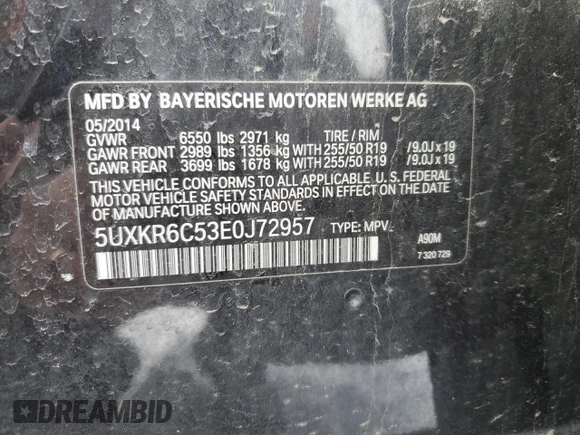 MFD BY BAYERISCHE MOTOREN WERKE AG
05/2014
GVWR 6550 lbs 2971 kg TIRE / RIM
GAWR FRONT 2989 lbs 1356 kg WITH 255/50 R19 /9.0J x 19
GAWR REAR 3699 lbs 1678 kg WITH 255/50 R19 /9.0J x 19
THIS VEHICLE CONFORMS TO ALL APPLICABLE U. S. FEDERAL
MOTOR VEHICLE SAFETY STANDARDS IN EFFECT ON THE
DATE OF MANUFACTURE SHOWN ABOVE.
5UXKR6C53E0J72957 TYPE: MPV
A90M
7 320 729
DREAMBID